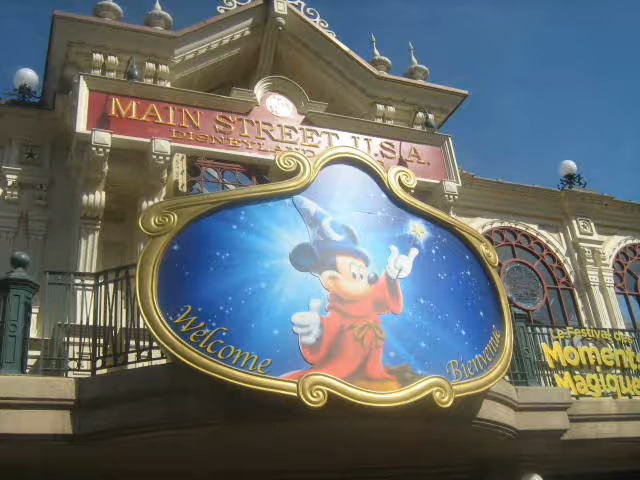 MAIN STREET U.S.A.
DISNEYLAND
Welcome
Bienvenue
Le Festival des
Moments
Magiques